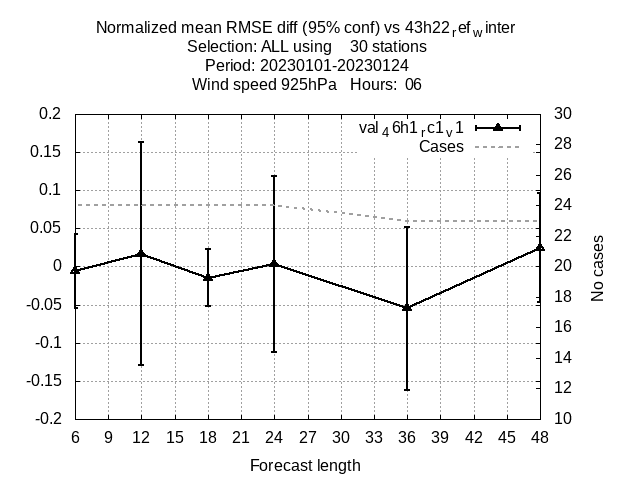 Normalized mean RMSE diff (95% conf) vs 43h22refwinter
Selection: ALL using 30 stations
Period: 20230101-20230124
Wind speed 925hPa Hours: 06
val46h1rc1v1
Cases
0.2
0.15
0.1
0.05
0
-0.05
-0.1
-0.15
-0.2
30
28
26
24
22
20
18
16
14
12
10
No cases
6 9 12 15 18 21 24 27 30 33 36 39 42 45 48
Forecast length